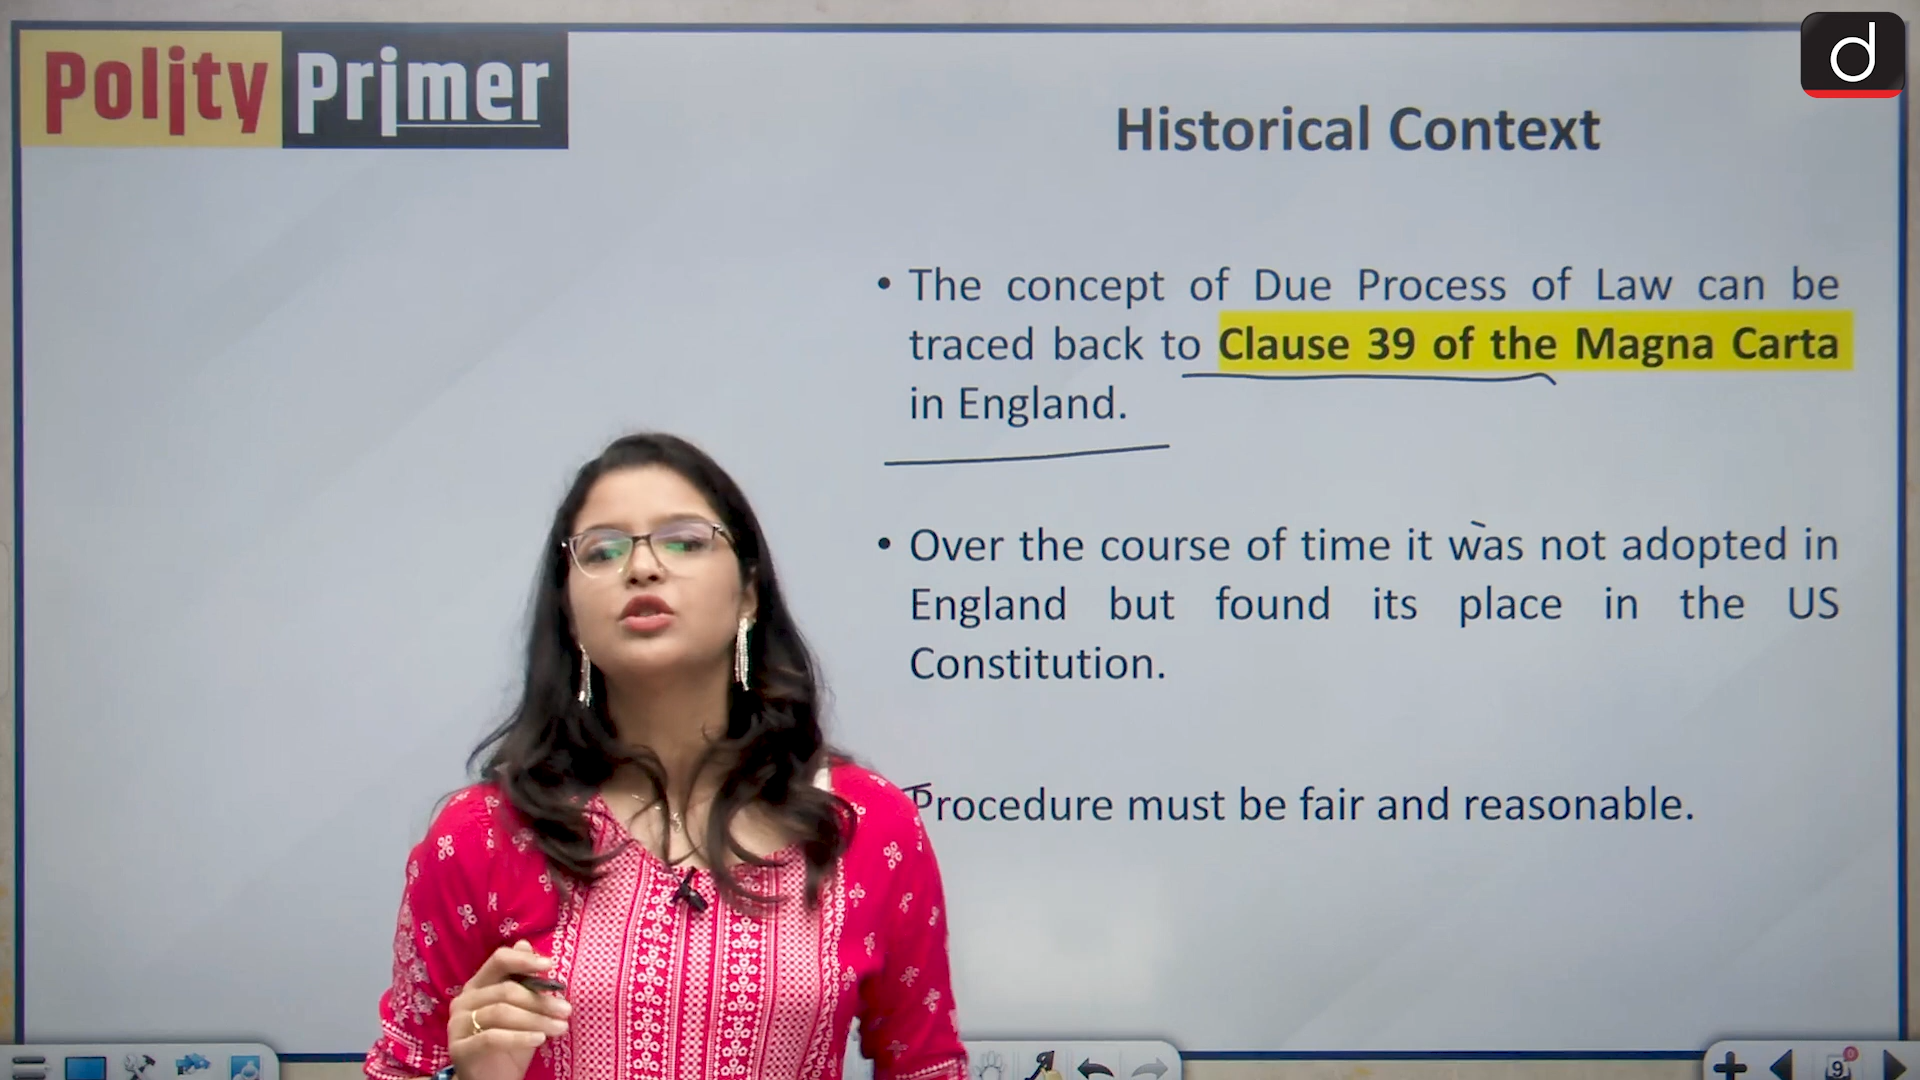 Polity Primer
d
Historical Context
• The concept of Due Process of Law can be
traced back to Clause 39 of the Magna Carta
in England.
• Over the course of time it was not adopted in
England but found its place in the US
Constitution.
Procedure must be fair and reasonable.
9
0